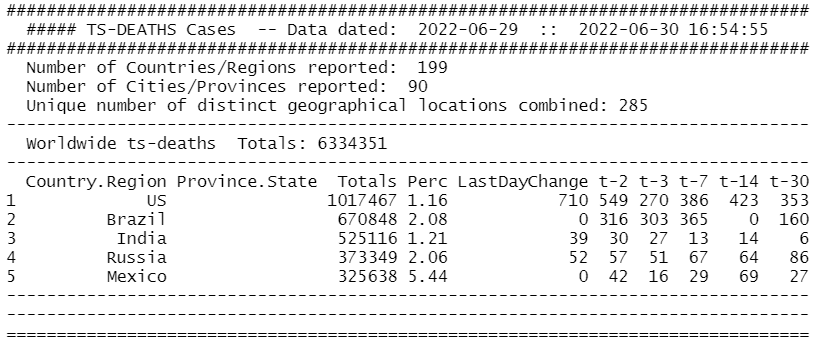 ################################################################################
  ##### TS-DEATHS Cases  -- Data dated:  2022-06-29  ::  2022-06-30 16:54:55
################################################################################
  Number of Countries/Regions reported:  199
  Number of Cities/Provinces reported:  90
  Unique number of distinct geographical locations combined: 285
--------------------------------------------------------------------------------
  Worldwide ts-deaths  Totals: 6334351
--------------------------------------------------------------------------------
  Country.Region Province.State  Totals Perc LastDayChange t-2 t-3 t-7 t-14 t-30
1             US                1017467 1.16           710 549 270 386  423  353
2         Brazil                 670848 2.08             0 316 303 365    0  160
3          India                 525116 1.21            39  30  27  13   14    6
4         Russia                 373349 2.06            52  57  51  67   64   86
5         Mexico                 325638 5.44             0  42  16  29   69   27
--------------------------------------------------------------------------------
--------------------------------------------------------------------------------
================================================================================